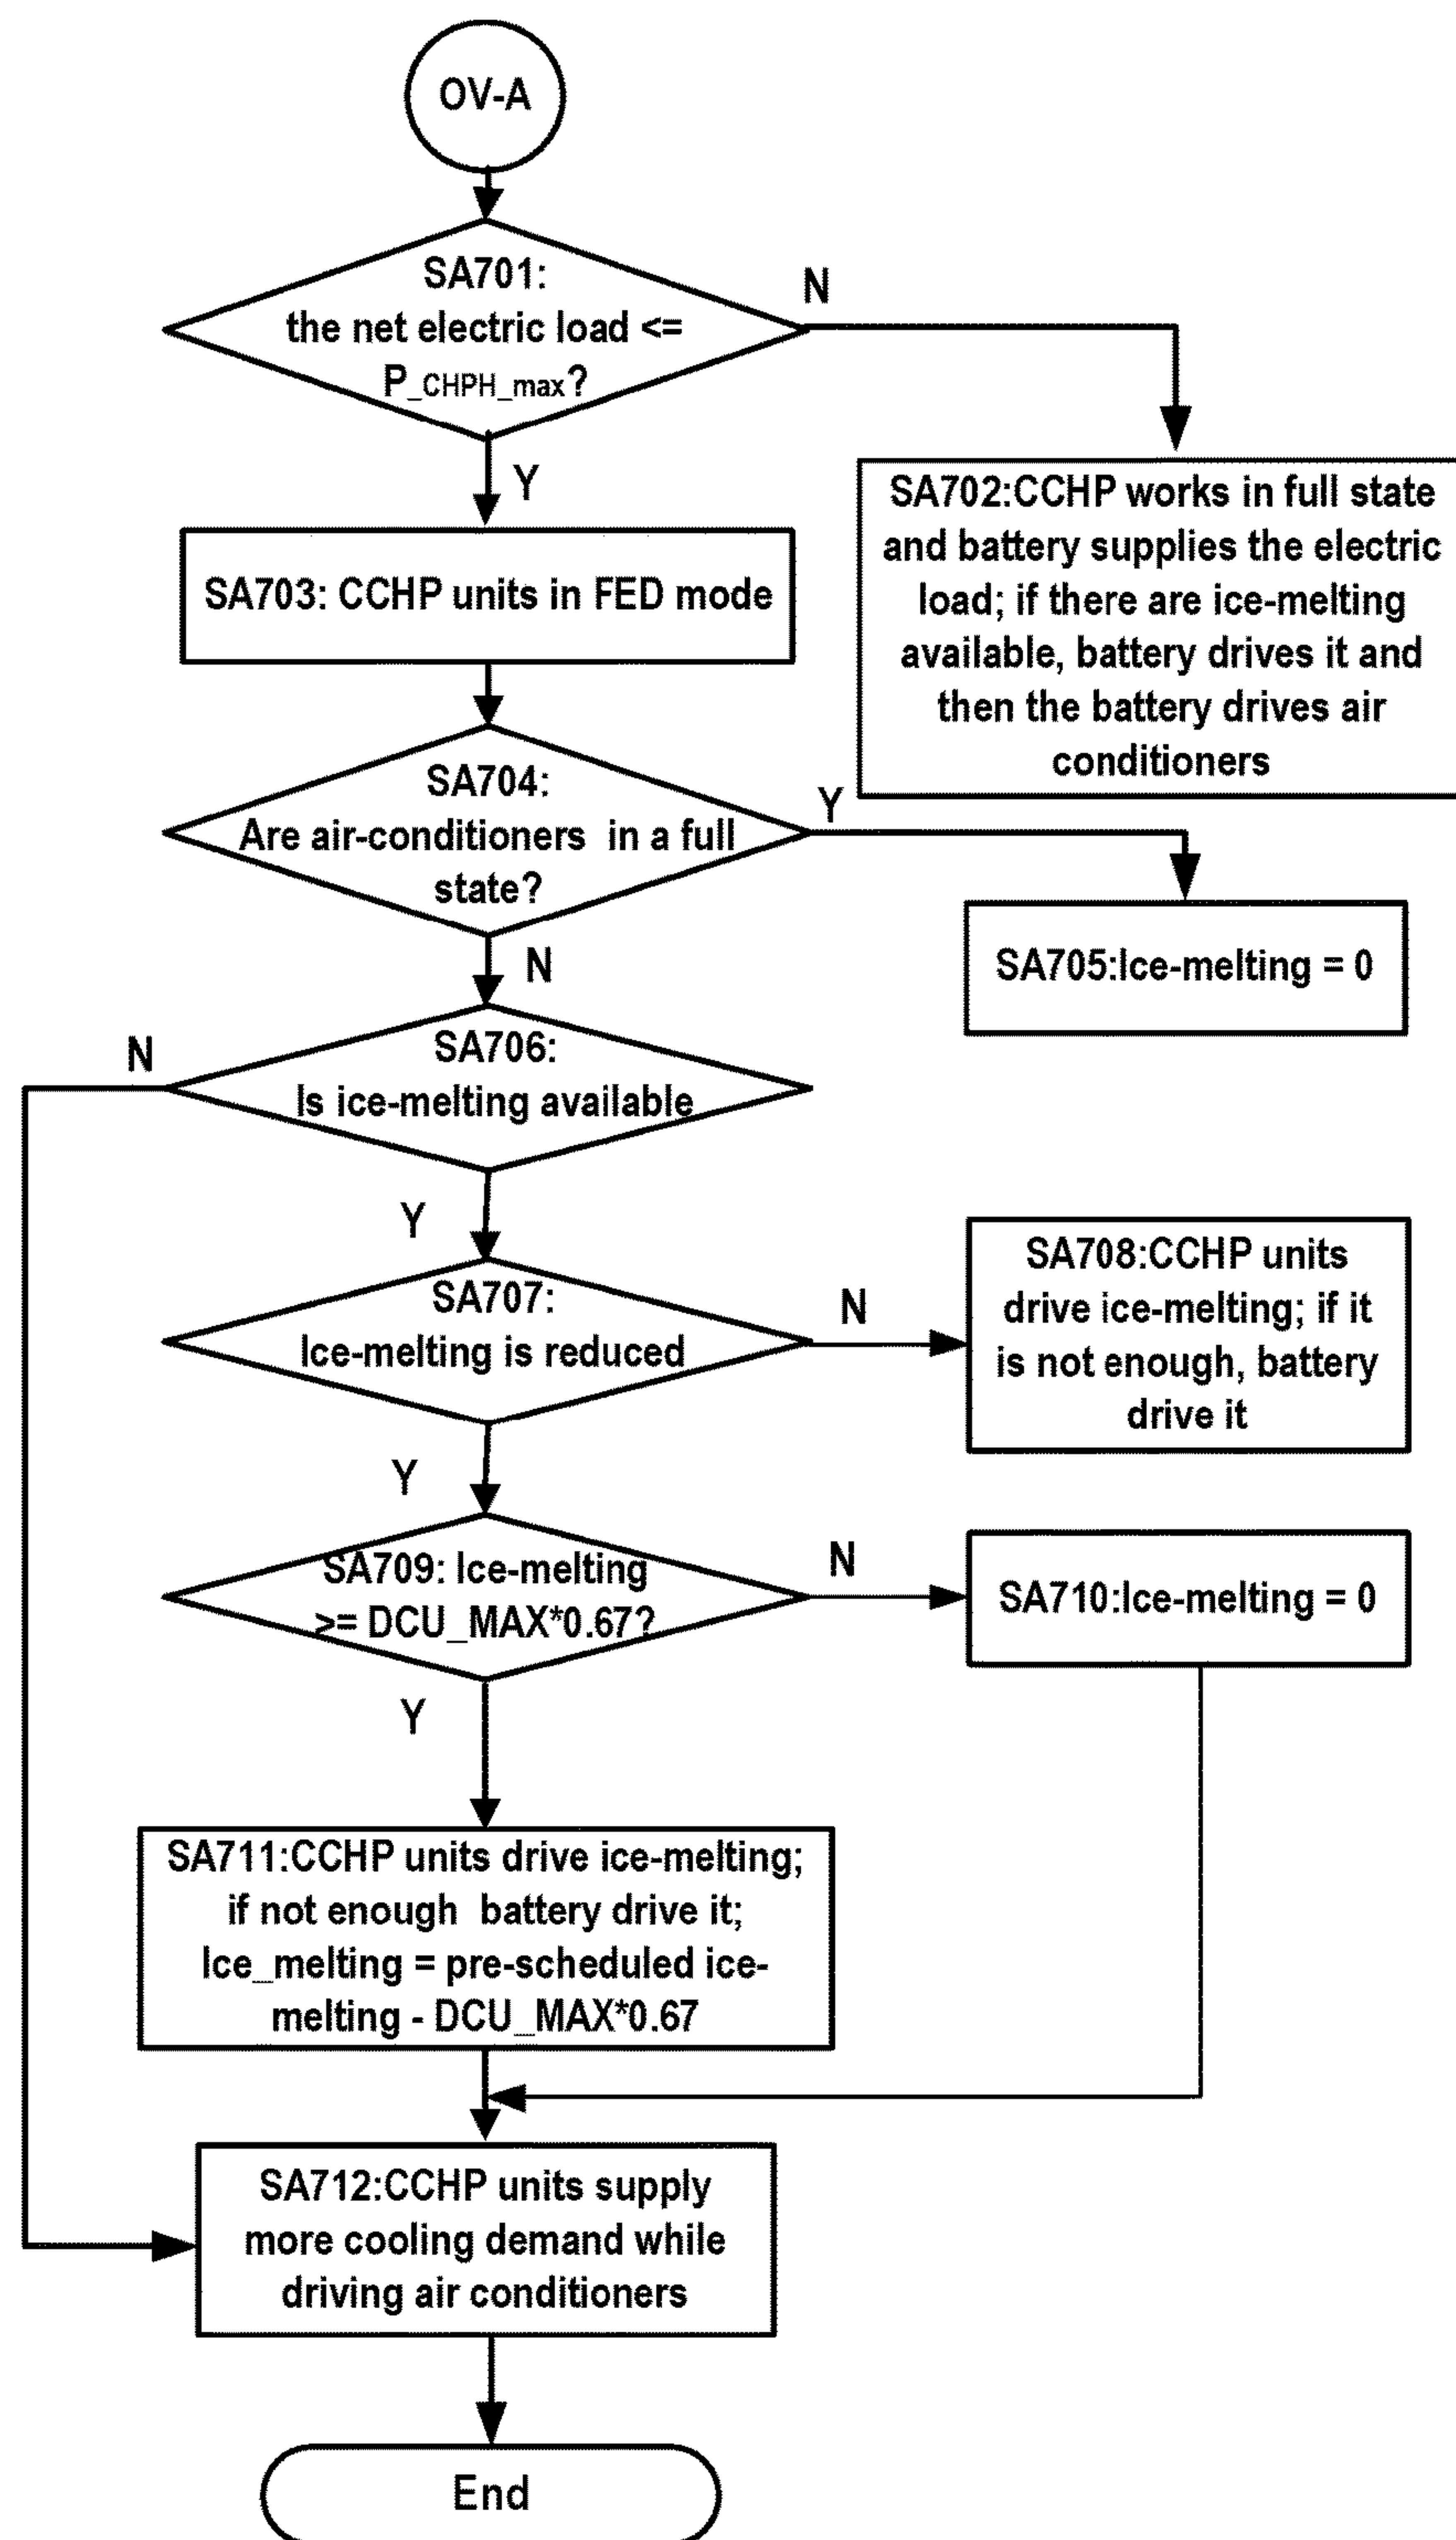 OV-A
SA701:
the net electric load <=
P_CHPH_max?
N
Y
SA702:CCHP works in full state
and battery supplies the electric
load; if there are ice-melting
available, battery drives it and
then the battery drives air
conditioners
SA703: CCHP units in FED mode
SA704:
Are air-conditioners in a full
state?
Y
N
SA705:Ice-melting = 0
SA706:
Is ice-melting available
N
Y
SA707:
Ice-melting is reduced
N
Y
SA708:CCHP units
drive ice-melting; if it
is not enough, battery
drive it
SA709: Ice-melting
>= DCU_MAX*0.67?
N
Y
SA710:Ice-melting = 0
SA711:CCHP units drive ice-melting;
if not enough battery drive it;
Ice_melting = pre-scheduled ice-
melting - DCU_MAX*0.67
SA712:CCHP units supply
more cooling demand while
driving air conditioners
End